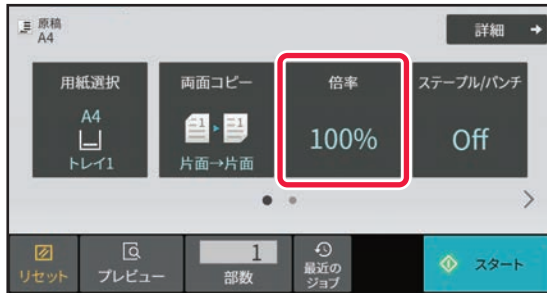 原稿
A4
詳細
用紙選択
A4
トレイ1
両面コピー
1 1
片面→片面
倍率
100%
ステープル/パンチ
Off
リセット
プレビュー
1
部数
最近の
ジョブ
スタート